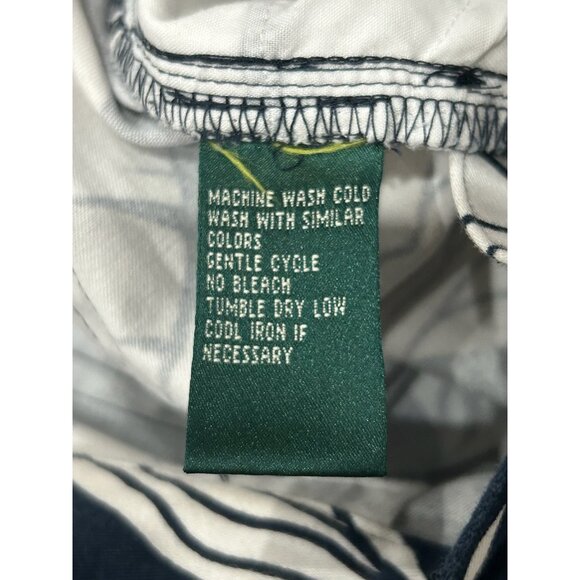 MACHINE WASH COLD
WASH WITH SIMILAR
COLORS
GENTLE CYCLE
NO BLEACH
TUMBLE DRY LOW
COOL IRON IF
NECESSARY